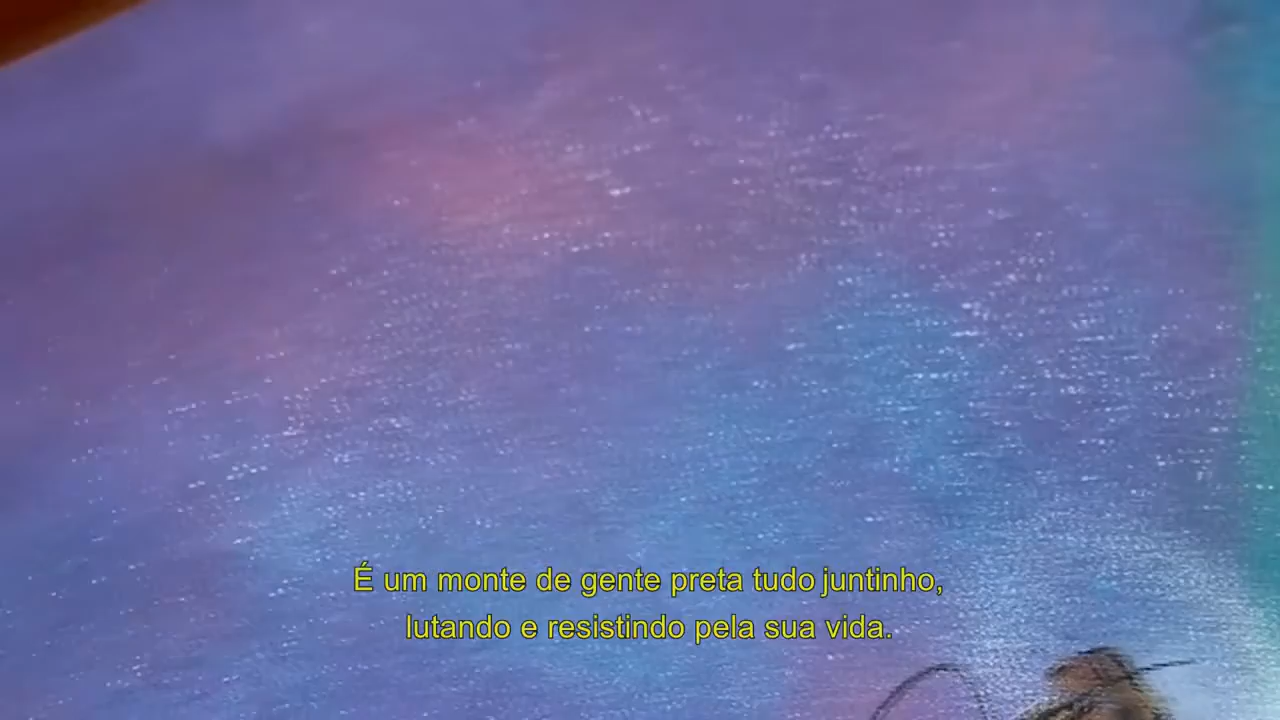 É um monte de gente preta tudo juntinho,
lutando e resistindo pela sua vida.